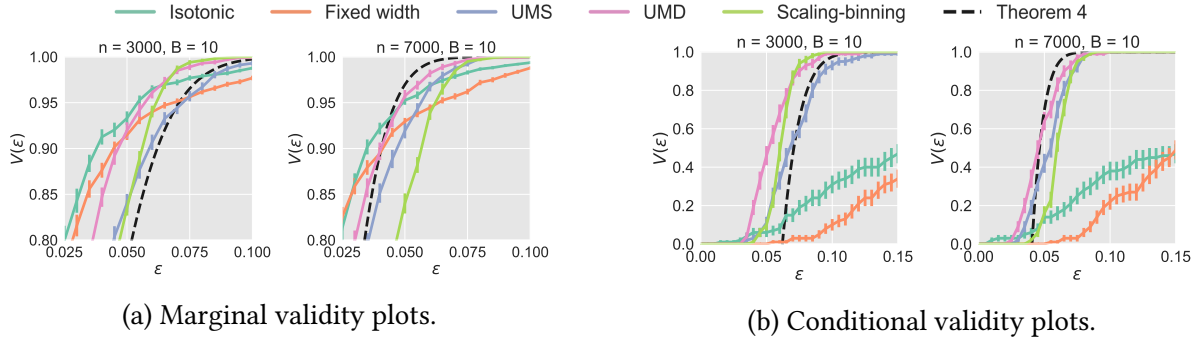 Isotonic Fixed width UMS UMD Scaling-binning Theorem 4
n = 3000, B = 10
1.00
0.95
0.90
0.85
0.80
V(ε)
0.025 0.050 0.075 0.100
ε
n = 7000, B = 10
1.00
0.95
0.90
0.85
0.80
V(ε)
0.025 0.050 0.075 0.100
ε
(a) Marginal validity plots.
n = 3000, B = 10
1.0
0.8
0.6
0.4
0.2
0.0
V(ε)
0.00 0.05 0.10 0.15
ε
n = 7000, B = 10
1.0
0.8
0.6
0.4
0.2
0.0
V(ε)
0.00 0.05 0.10 0.15
ε
(b) Conditional validity plots.